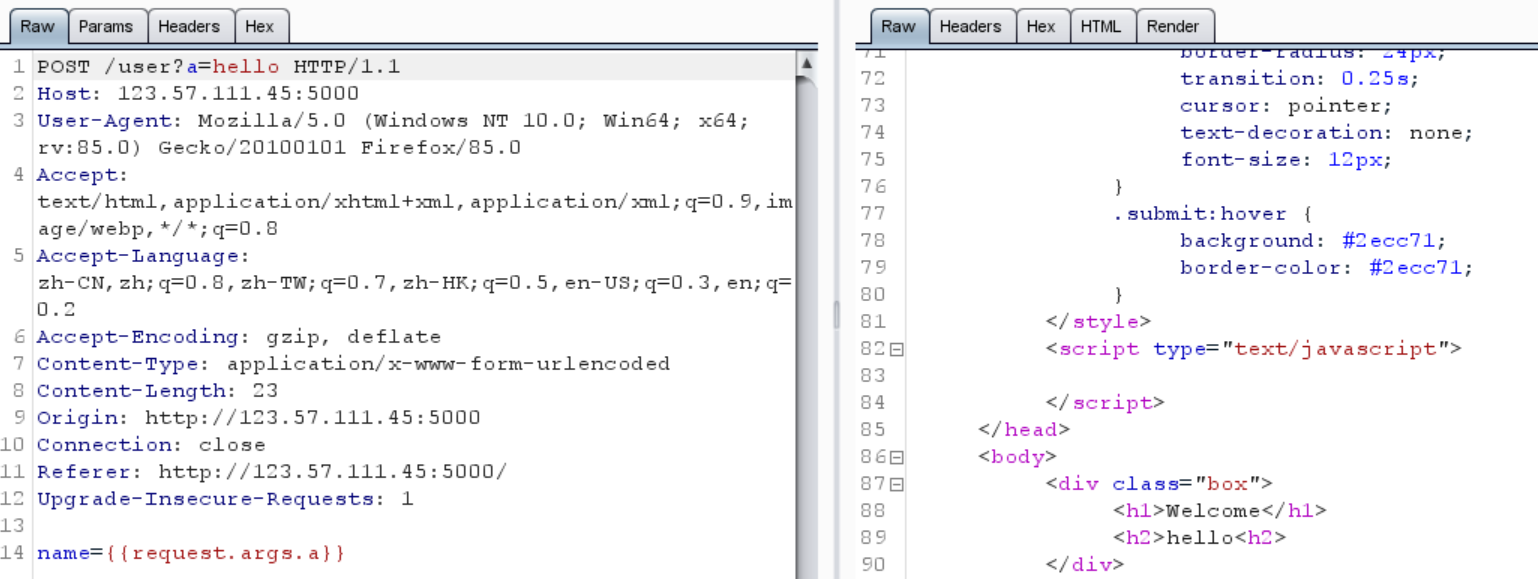 Raw Params Headers Hex
1 POST /user?a=hello HTTP/1.1
2 Host: 123.57.111.45:5000
3 User-Agent: Mozilla/5.0 (Windows NT 10.0; Win64; x64;
rv:85.0) Gecko/20100101 Firefox/85.0
4 Accept:
text/html,application/xhtml+xml,application/xml;q=0.9,im
age/webp,*/*;q=0.8
5 Accept-Language:
zh-CN,zh;q=0.8,zh-TW;q=0.7,zh-HK;q=0.5,en-US;q=0.3,en;q=
0.2
6 Accept-Encoding: gzip, deflate
7 Content-Type: application/x-www-form-urlencoded
8 Content-Length: 23
9 Origin: http://123.57.111.45:5000
10 Connection: close
11 Referer: http://123.57.111.45:5000/
12 Upgrade-Insecure-Requests: 1
13
14 name={{request.args.a}}
Raw Headers Hex HTML Render
71 border-radius: 24px;
72 transition: 0.25s;
73 cursor: pointer;
74 text-decoration: none;
75 font-size: 12px;
76 }
77 .submit:hover {
78 background: #2ecc71;
79 border-color: #2ecc71;
80 }
81 </style>
82 <script type="text/javascript">
83
84 </script>
85 </head>
86 <body>
87 <div class="box">
88 <h1>Welcome</h1>
89 <h2>hello<h2>
90 </div>